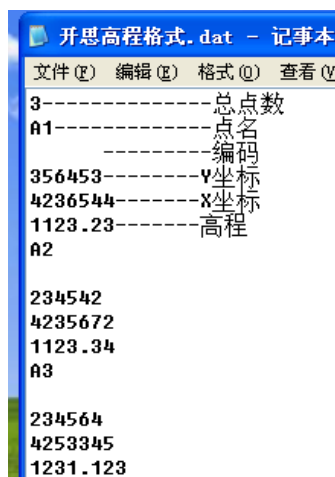 开思高程格式.dat - 记事本
文件(F) 编辑(E) 格式(O) 查看(V
3--------------总点数
A1-------------点名
---------编码
356453--------Y坐标
4236544-------X坐标
1123.23-------高程
A2
234542
4235672
1123.34
A3
234564
4253345
1231.123